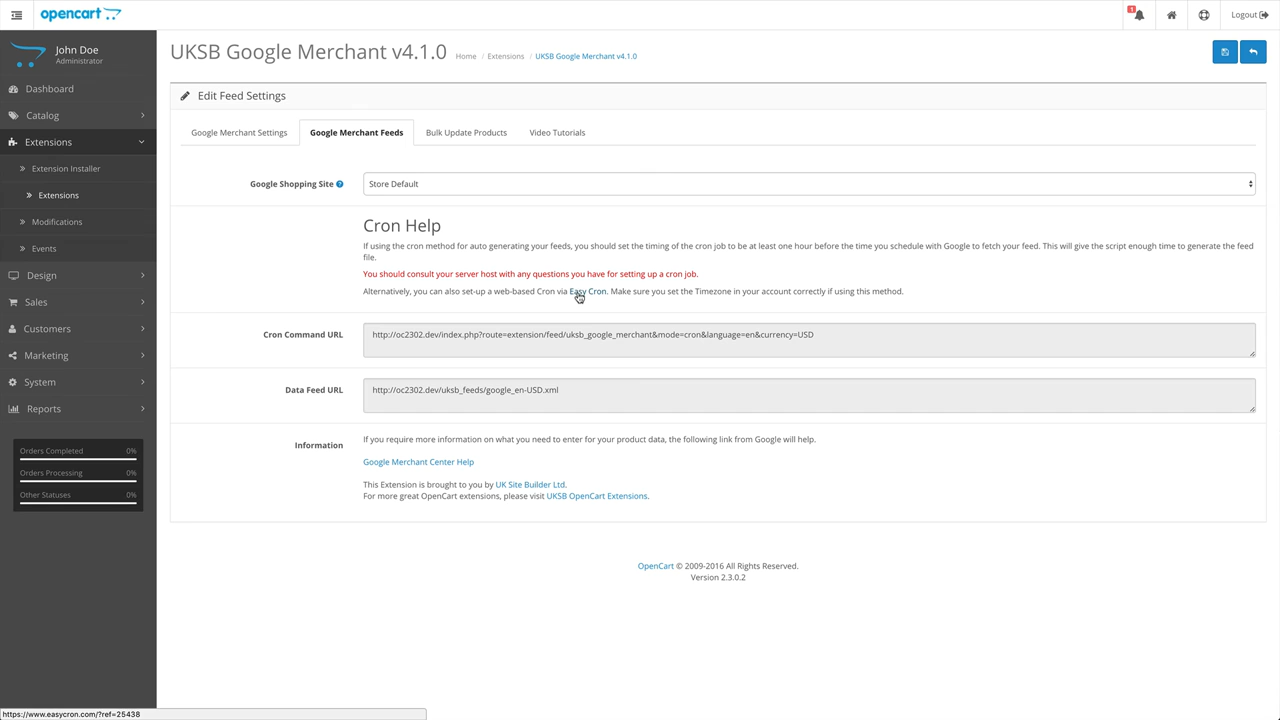 opencart
1
Logout
John Doe
Administrator
Dashboard
Catalog
Extensions
Extension Installer
Extensions
Modifications
Events
Design
Sales
Customers
Marketing
System
Reports
Orders Completed 0%
Orders Processing 0%
Other Statuses 0%
UKSB Google Merchant v4.1.0
Home / Extensions / UKSB Google Merchant v4.1.0
Edit Feed Settings
Google Merchant Settings
Google Merchant Feeds
Bulk Update Products
Video Tutorials
Google Shopping Site ?
Store Default
Cron Help
If using the cron method for auto generating your feeds, you should set the timing of the cron job to be at least one hour before the time you schedule with Google to fetch your feed. This will give the script enough time to generate the feed
file.
You should consult your server host with any questions you have for setting up a cron job.
Alternatively, you can also set-up a web-based Cron via Easy Cron. Make sure you set the Timezone in your account correctly if using this method.
Cron Command URL
http://oc2302.dev/index.php?route=extension/feed/uksb_google_merchant&mode=cron&language=en&currency=USD
Data Feed URL
http://oc2302.dev/uksb_feeds/google_en-USD.xml
Information
If you require more information on what you need to enter for your product data, the following link from Google will help.
Google Merchant Center Help
This Extension is brought to you by UK Site Builder Ltd.
For more great OpenCart extensions, please visit UKSB OpenCart Extensions.
OpenCart © 2009-2016 All Rights Reserved.
Version 2.3.0.2
https://www.easycron.com/?ref=25438